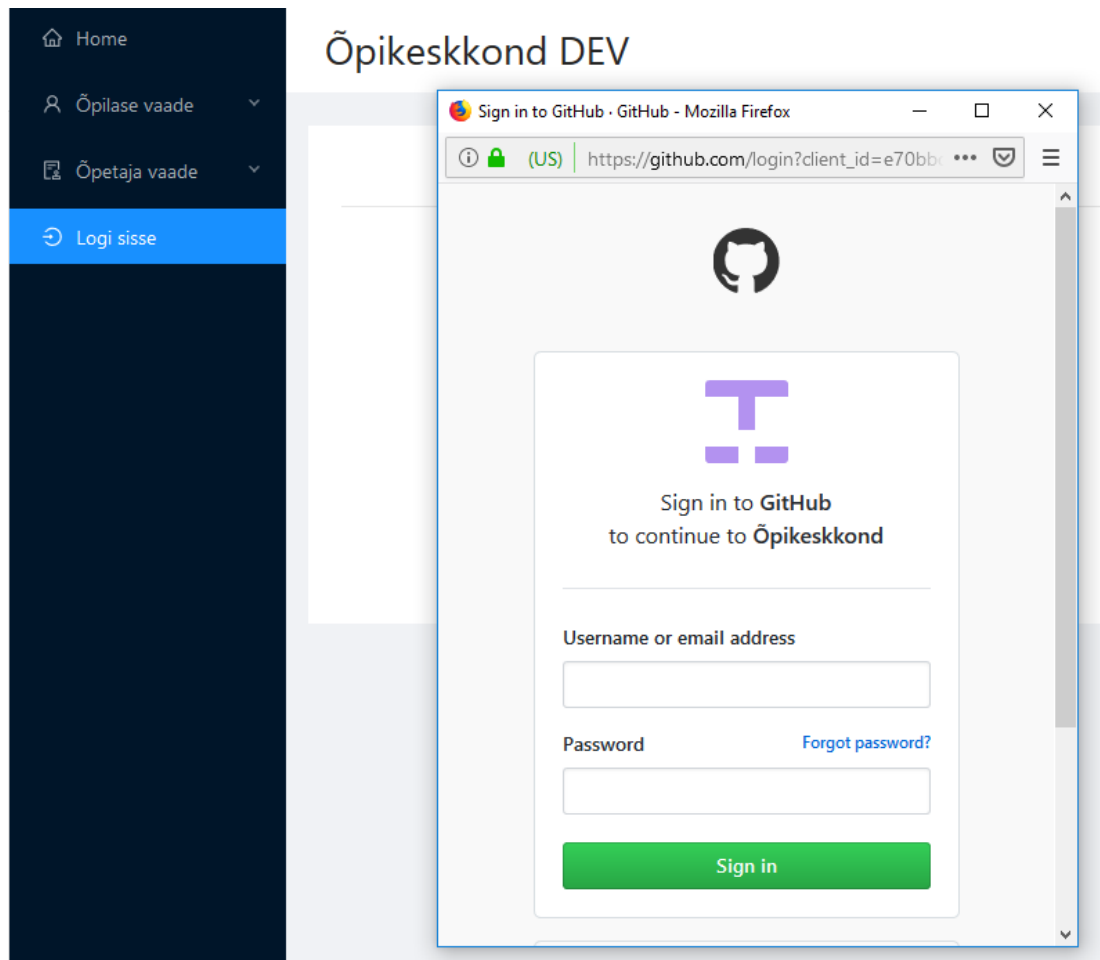 Home
Õpilase vaade
Õpetaja vaade
Logi sisse
Õpikeskkond DEV
Sign in to GitHub · GitHub - Mozilla Firefox
(US) https://github.com/login?client_id=e70bb
Sign in to GitHub
to continue to Õpikeskkond
Username or email address
Password Forgot password?
Sign in